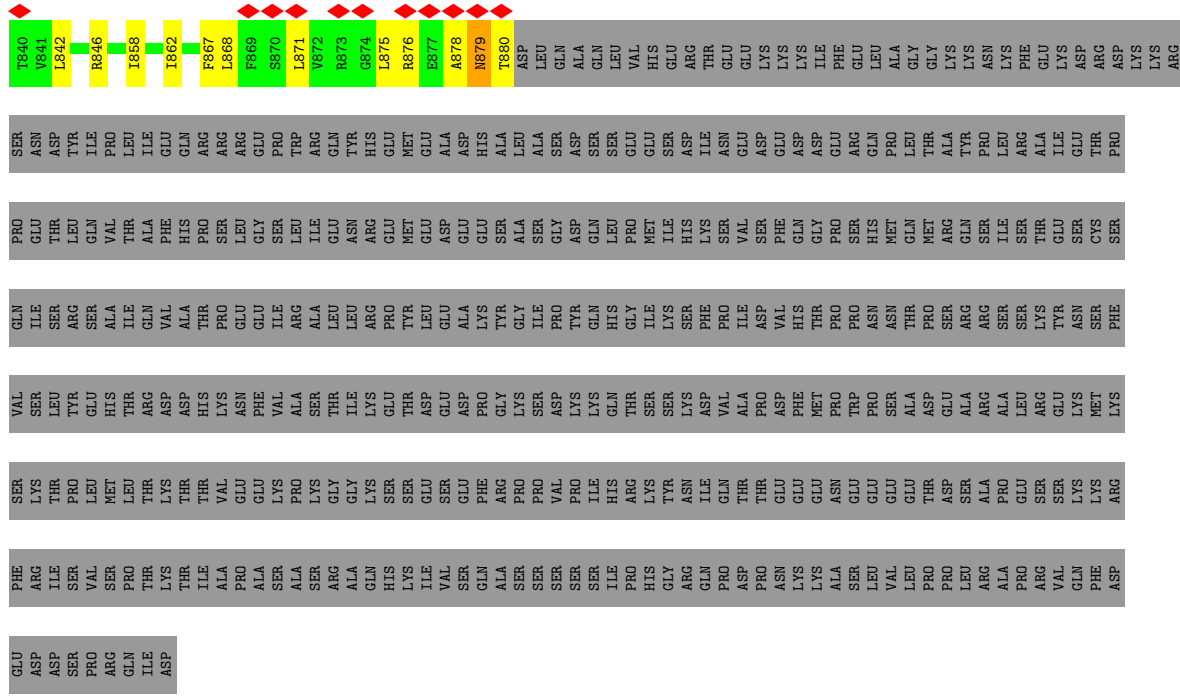 T840 V841 L842 R846 I858 I862 F867 L868 F869 S870 L871 V872 R873 G874 L875 R876 E877 A878 N879 T880 ASP LEU GLN ALA GLN LEU VAL HIS GLU ARG THR GLU GLU LYS LYS LYS ILE PHE GLU LEU ALA GLY GLY LYS LYS ASN LYS PHE GLU LYS ASP ARG ASP LYS LYS ARG
SER ASN ASP TYR ILE PRO LEU ILE GLU GLN ARG ARG ARG GLU PRO TRP ARG GLN TYR HIS GLU MET GLU ALA ASP HIS ALA LEU ALA SER ASP SER SER GLU GLU SER ASP ILE ASN GLU ASP GLU ASP ASP GLU ARG GLN PRO LEU THR ALA TYR PRO LEU ARG ALA ILE GLU THR PRO
PRO GLU THR LEU GLN VAL THR ALA PHE HIS PRO SER LEU GLY SER LEU ILE GLU ASN ARG GLU MET GLU ASP GLU GLU SER ALA SER GLY ASP GLN LEU PRO MET ILE HIS LYS SER VAL SER PHE GLN GLY PRO SER HIS MET GLN MET ARG GLN SER ILE SER THR GLU SER CYS SER
GLN ILE SER ARG SER ALA ILE GLN VAL ALA THR PRO GLU GLU ILE ARG ALA LEU LEU ARG PRO TYR LEU GLU ALA LYS TYR GLY ILE PRO TYR GLN HIS GLY ILE LYS SER PHE PRO ILE ASP VAL HIS THR PRO PRO ASN ASN THR PRO SER ARG ARG SER SER LYS TYR ASN SER PHE
VAL SER LEU TYR GLU HIS THR ARG ASP ASP HIS LYS ASN PHE VAL ALA SER THR ILE LYS GLU THR ASP GLU ASP PRO GLY LYS SER ASP LYS LYS GLN THR SER SER LYS ASP VAL ALA PRO ASP PHE MET PRO TRP PRO SER ALA ASP GLU ALA ARG ALA LEU ARG GLU LYS MET LYS
SER LYS THR PRO LEU MET LEU THR LYS THR THR VAL GLU GLU LYS PRO LYS GLY GLY LYS SER SER GLU SER GLU PHE ARG PRO PRO VAL PRO ILE HIS ARG LYS TYR ASN ILE GLN THR THR GLU GLU GLU ASN GLU GLU GLU GLU THR ASP SER ALA PRO GLU SER SER LYS LYS ARG
PHE ARG ILE SER VAL SER PRO THR LYS THR ILE ALA PRO ALA SER ALA SER ARG ALA GLN HIS LYS ILE VAL SER GLN ALA SER SER SER SER SER ILE PRO HIS GLY ARG GLN PRO ASP PRO ASN LYS LYS ALA SER LEU VAL LEU PRO PRO LEU ARG ALA PRO ARG VAL GLN PHE ASP
GLU ASP ASP SER PRO ARG GLN ILE ASP